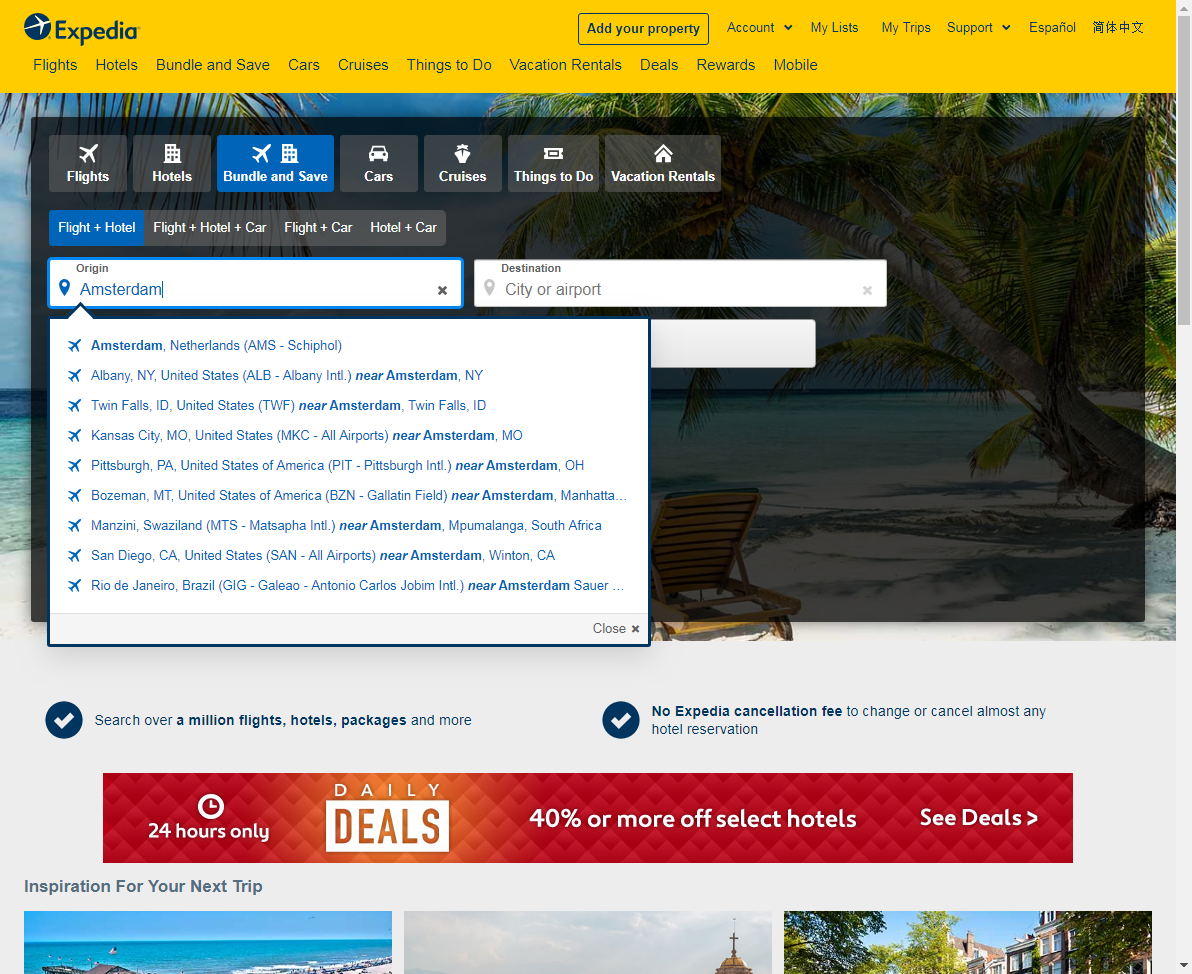 Expedia
Add your property
Account
My Lists
My Trips
Support
Español
简体中文
Flights
Hotels
Bundle and Save
Cars
Cruises
Things to Do
Vacation Rentals
Deals
Rewards
Mobile
Flights
Hotels
Bundle and Save
Cars
Cruises
Things to Do
Vacation Rentals
Flight + Hotel
Flight + Hotel + Car
Flight + Car
Hotel + Car
Origin
Amsterdam
Destination
City or airport
Amsterdam, Netherlands (AMS - Schiphol)
Albany, NY, United States (ALB - Albany Intl.) near Amsterdam, NY
Twin Falls, ID, United States (TWF) near Amsterdam, Twin Falls, ID
Kansas City, MO, United States (MKC - All Airports) near Amsterdam, MO
Pittsburgh, PA, United States of America (PIT - Pittsburgh Intl.) near Amsterdam, OH
Bozeman, MT, United States of America (BZN - Gallatin Field) near Amsterdam, Manhatta...
Manzini, Swaziland (MTS - Matsapha Intl.) near Amsterdam, Mpumalanga, South Africa
San Diego, CA, United States (SAN - All Airports) near Amsterdam, Winton, CA
Rio de Janeiro, Brazil (GIG - Galeao - Antonio Carlos Jobim Intl.) near Amsterdam Sauer ...
Close
Search over a million flights, hotels, packages and more
No Expedia cancellation fee to change or cancel almost any
hotel reservation
24 hours only
DAILY
DEALS
40% or more off select hotels
See Deals >
Inspiration For Your Next Trip